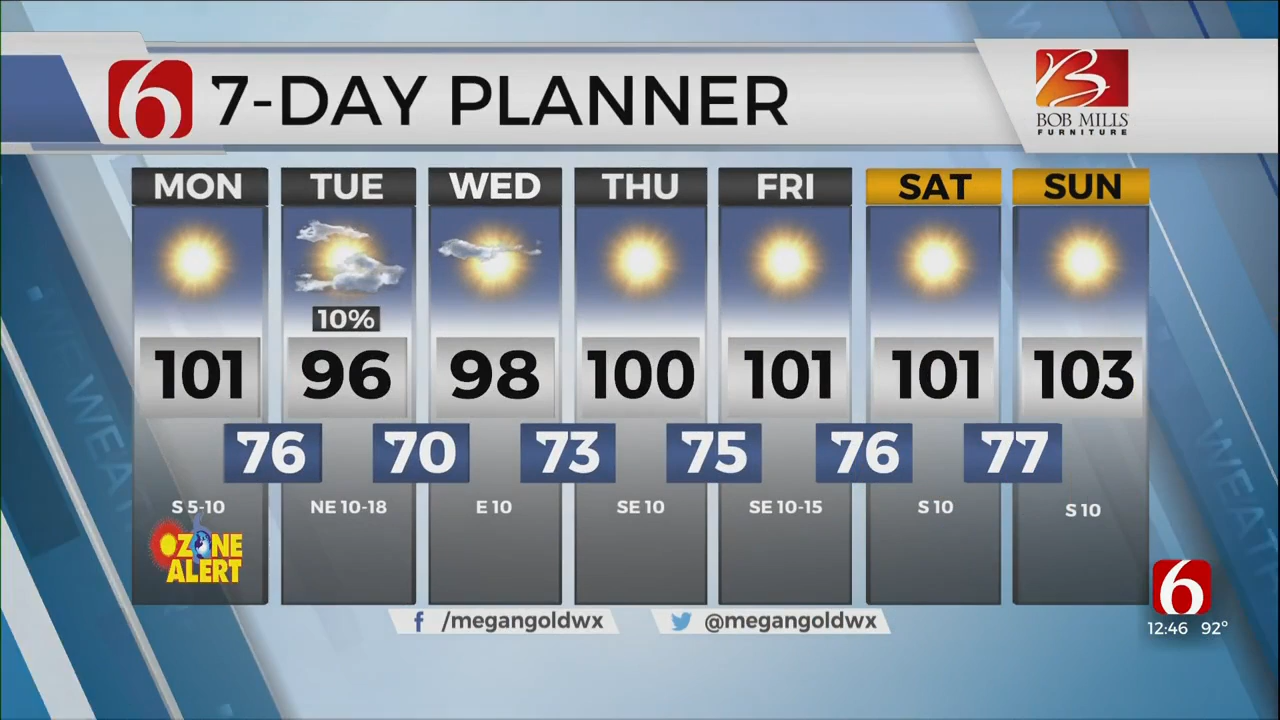 6 7-DAY PLANNER
BOB MILLS
FURNITURE
MON TUE WED THU FRI SAT SUN
10%
101 96 98 100 101 101 103
76 70 73 75 76 77
S 5-10 NE 10-18 E 10 SE 10 SE 10-15 S 10 S 10
OZONE
ALERT
f /megangoldwx @megangoldwx
6
12:46 92°